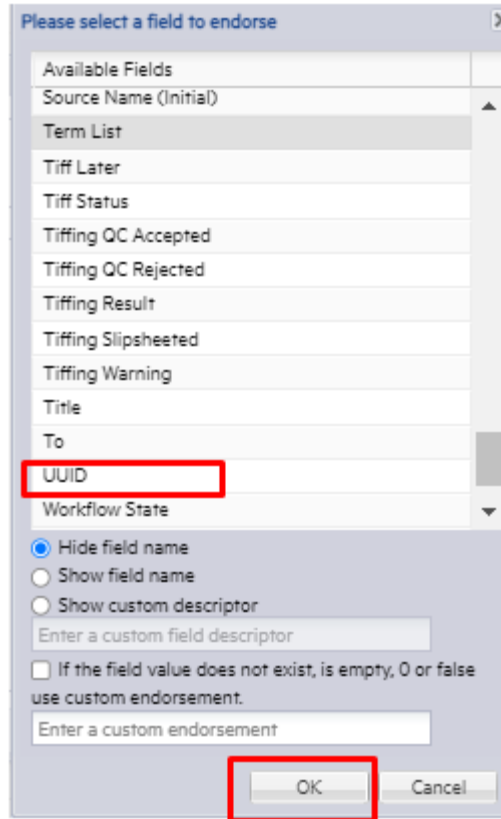 Please select a field to endorse
Available Fields
Source Name (Initial)
Term List
Tiff Later
Tiff Status
Tiffing QC Accepted
Tiffing QC Rejected
Tiffing Result
Tiffing Slipsheeted
Tiffing Warning
Title
To
UUID
Workflow State
Hide field name
Show field name
Show custom descriptor
Enter a custom field descriptor
If the field value does not exist, is empty, 0 or false
use custom endorsement.
Enter a custom endorsement
OK Cancel